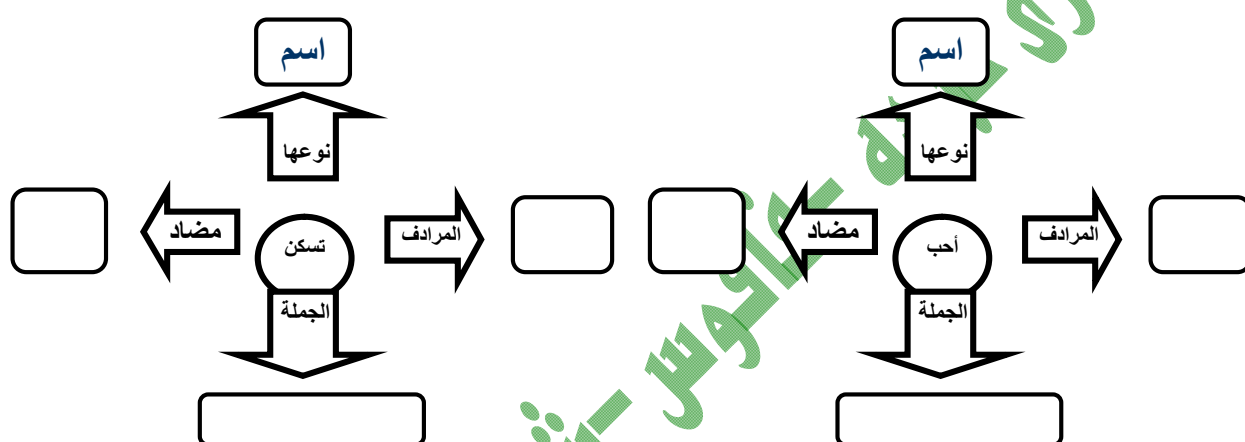 اسم
نوعها
المرادف
أحب
مضاد
الجملة
اسم
نوعها
المرادف
تسكن
مضاد
الجملة